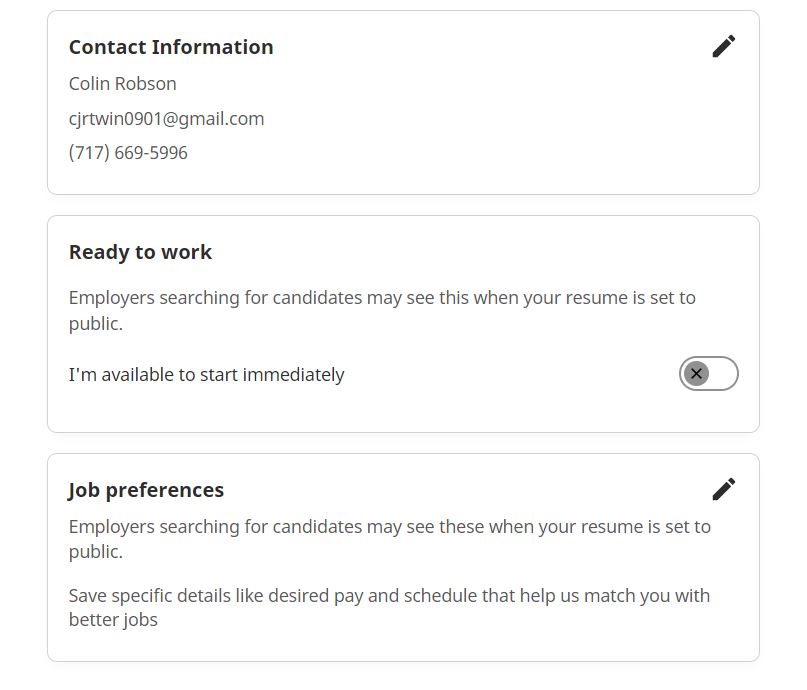 Contact Information
Colin Robson
cjrtwin0901@gmail.com
(717) 669-5996
Ready to work
Employers searching for candidates may see this when your resume is set to
public.
I'm available to start immediately
Job preferences
Employers searching for candidates may see these when your resume is set to
public.
Save specific details like desired pay and schedule that help us match you with
better jobs